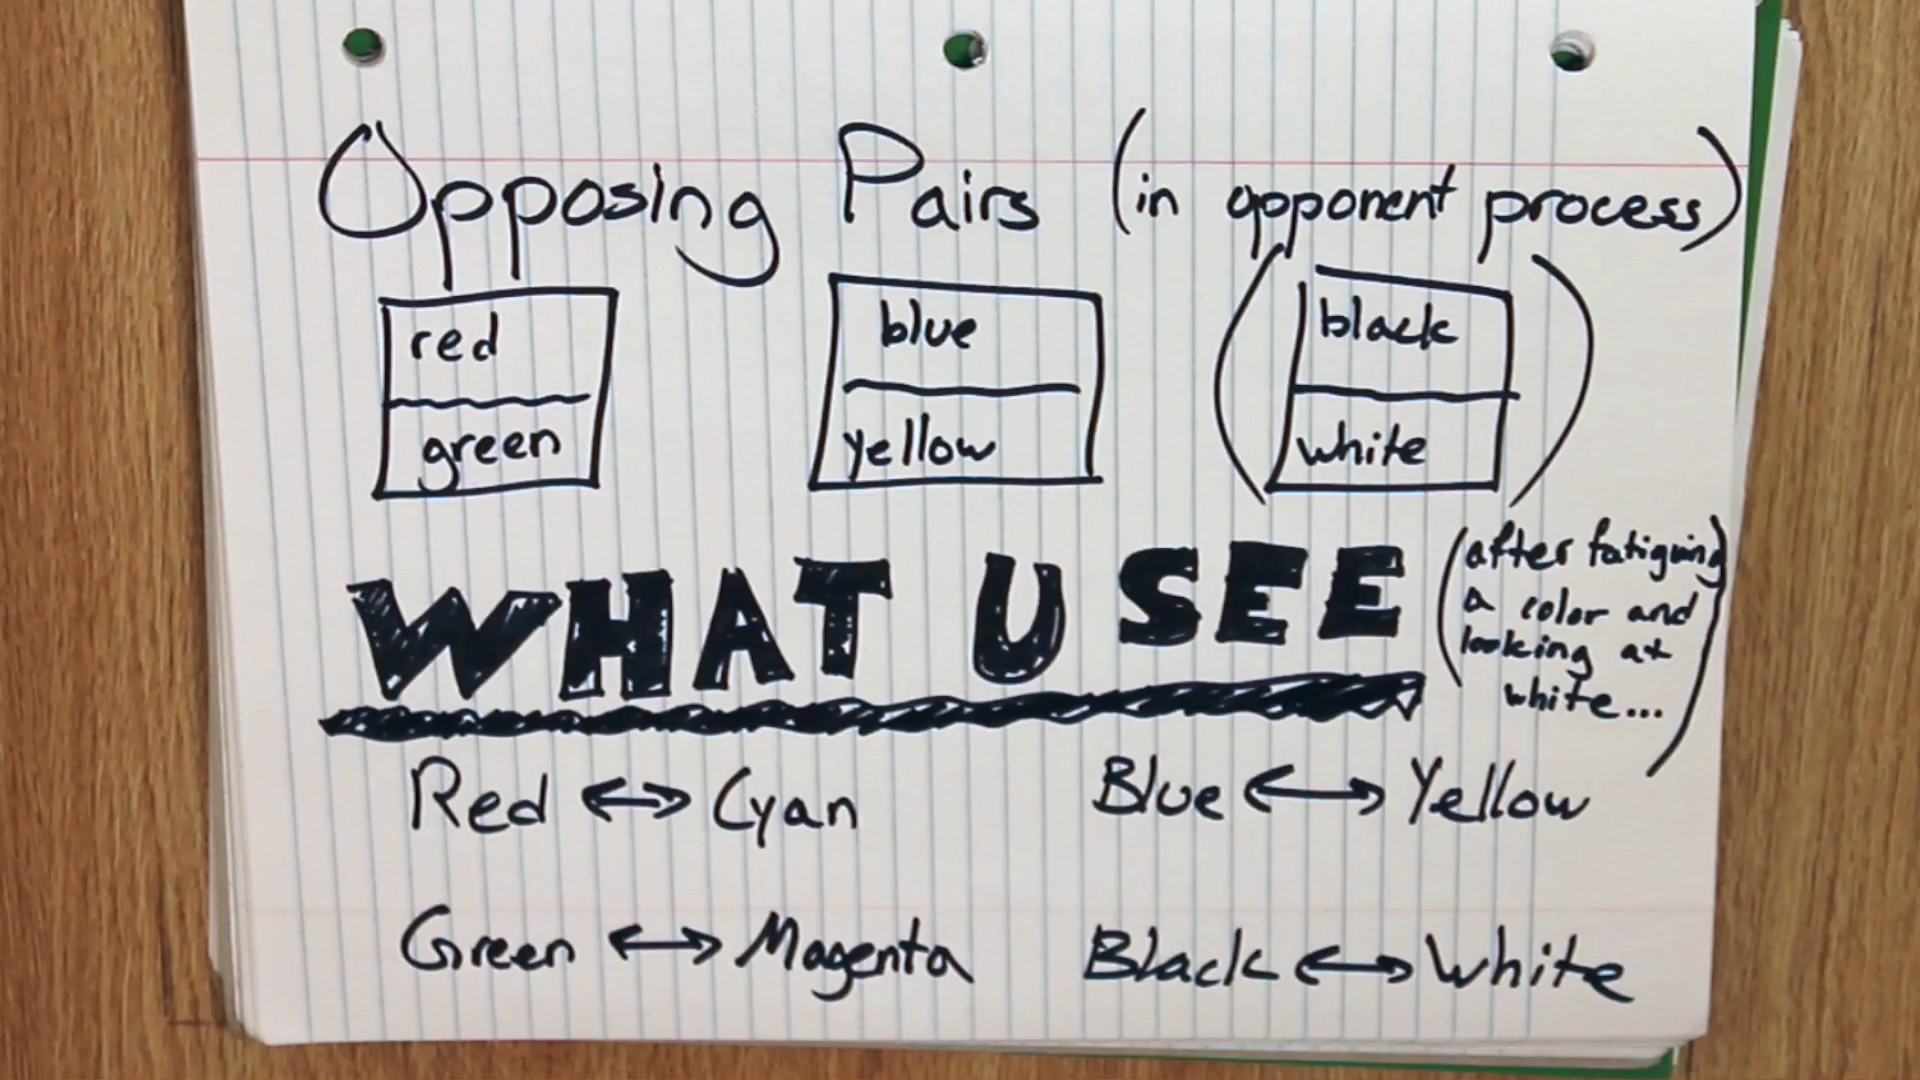 Opposing Pairs (in opponent process)
red
green
blue
yellow
(black
white)
WHAT U SEE
(after fatiguing
a color and
looking at
white...)
Red ↔ Cyan
Blue ↔ Yellow
Green ↔ Magenta
Black ↔ White